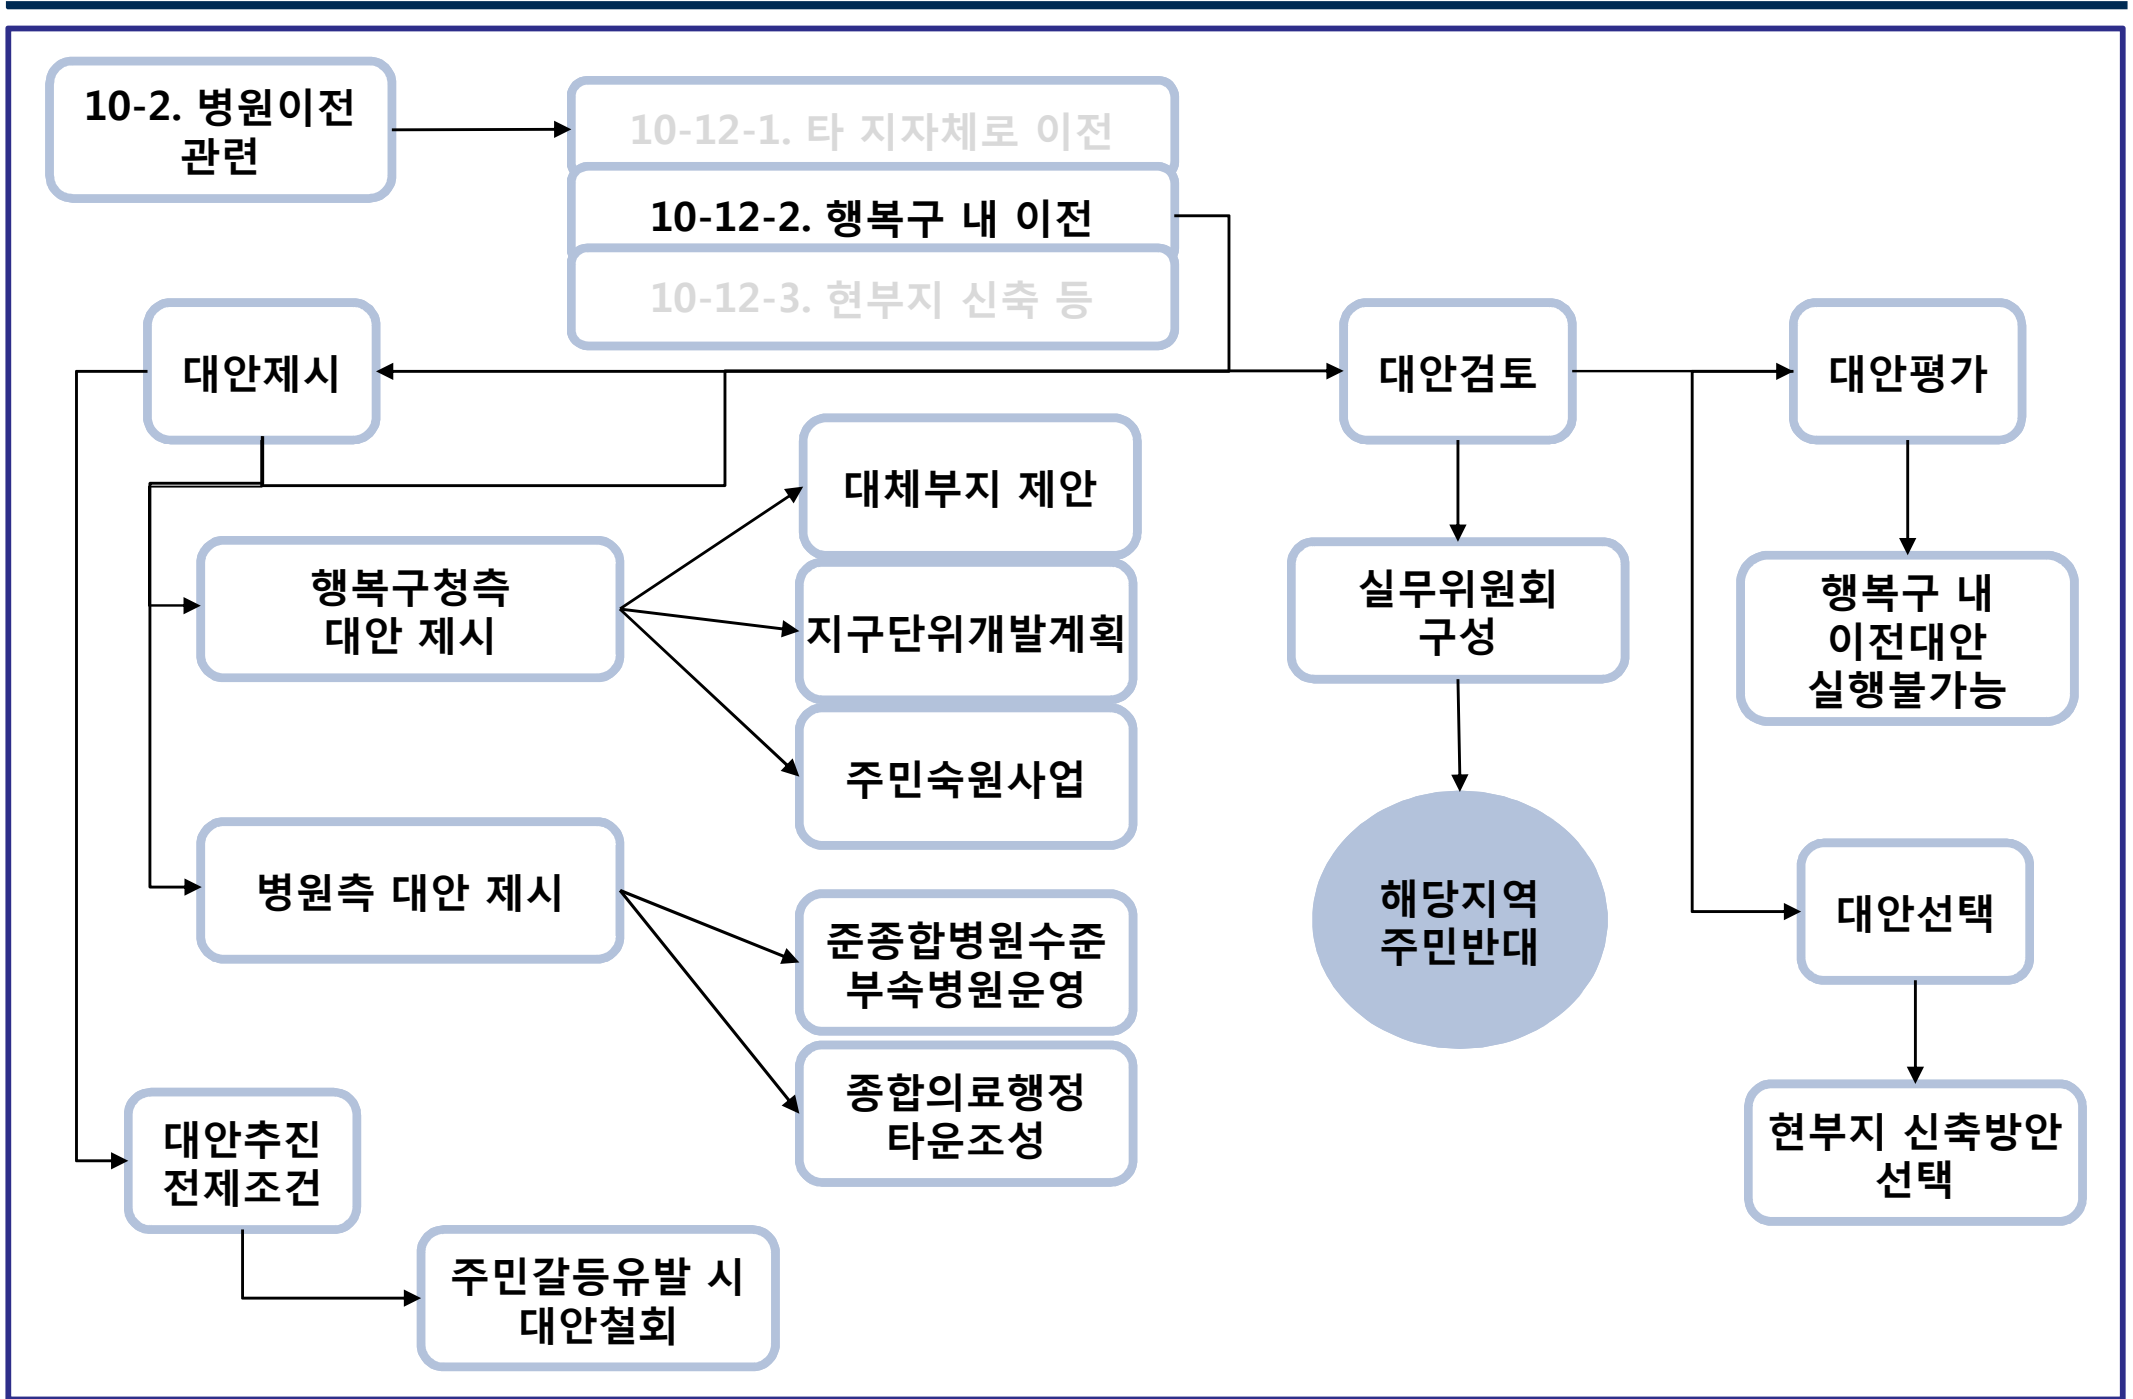 10-2. 병원이전
관련
10-12-1. 타 지자체로 이전
10-12-2. 행복구 내 이전
10-12-3. 현부지 신축 등
대안제시
대안검토
대안평가
대체부지 제안
행복구청측
대안 제시
지구단위개발계획
주민숙원사업
실무위원회
구성
행복구 내
이전대안
실행불가능
병원측 대안 제시
준종합병원수준
부속병원운영
종합의료행정
타운조성
해당지역
주민반대
대안선택
현부지 신축방안
선택
대안추진
전제조건
주민갈등유발 시
대안철회